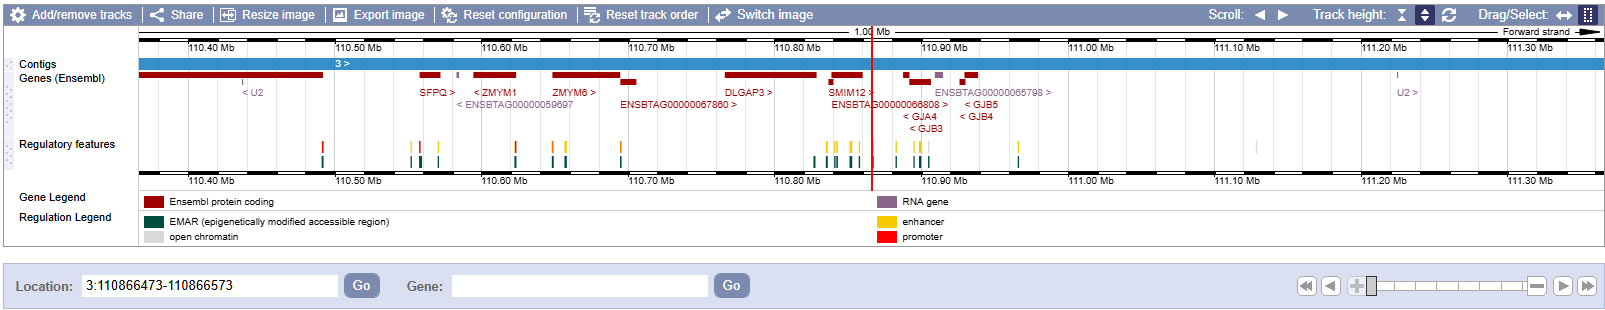 Add/remove tracks Share Resize image Export image Reset configuration Reset track order Switch image Scroll: Track height: Drag/Select:
1.00 Mb Forward strand
110.40 Mb 110.50 Mb 110.60 Mb 110.70 Mb 110.80 Mb 110.90 Mb 111.00 Mb 111.10 Mb 111.20 Mb 111.30 Mb
Contigs 3 >
Genes (Ensembl)
< U2 SFPQ > < ZMYM1 ZMYM6 > DLGAP3 > SMIM12 > ENSBTAG00000065798 > U2 >
< ENSBTAG00000059697 ENSBTAG00000067860 > ENSBTAG00000066808 > < GJB5
< GJA4 < GJB4
< GJB3
Regulatory features
110.40 Mb 110.50 Mb 110.60 Mb 110.70 Mb 110.80 Mb 110.90 Mb 111.00 Mb 111.10 Mb 111.20 Mb 111.30 Mb
Gene Legend Ensembl protein coding RNA gene
Regulation Legend EMAR (epigenetically modified accessible region) enhancer
open chromatin promoter
Location: 3:110866473-110866573 Go Gene: Go